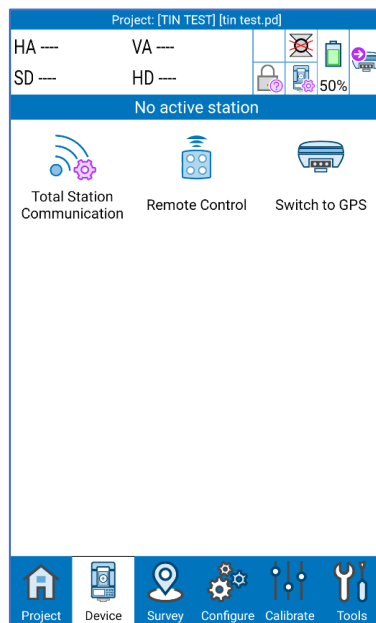 Project: [TIN TEST] [tin test.pd]
HA ---- VA ----
SD ---- HD ----
50%
No active station
Total Station
Communication
Remote Control
Switch to GPS
Project Device Survey Configure Calibrate Tools